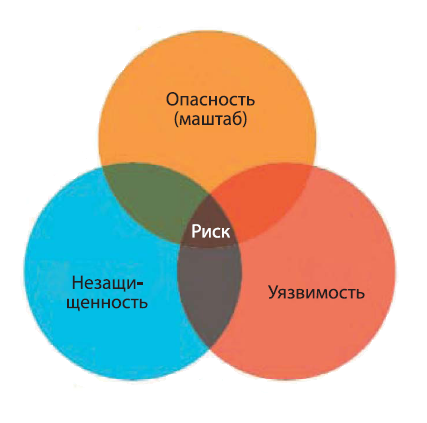 Опасность
(маштаб)
Риск
Незащи-
щенность
Уязвимость